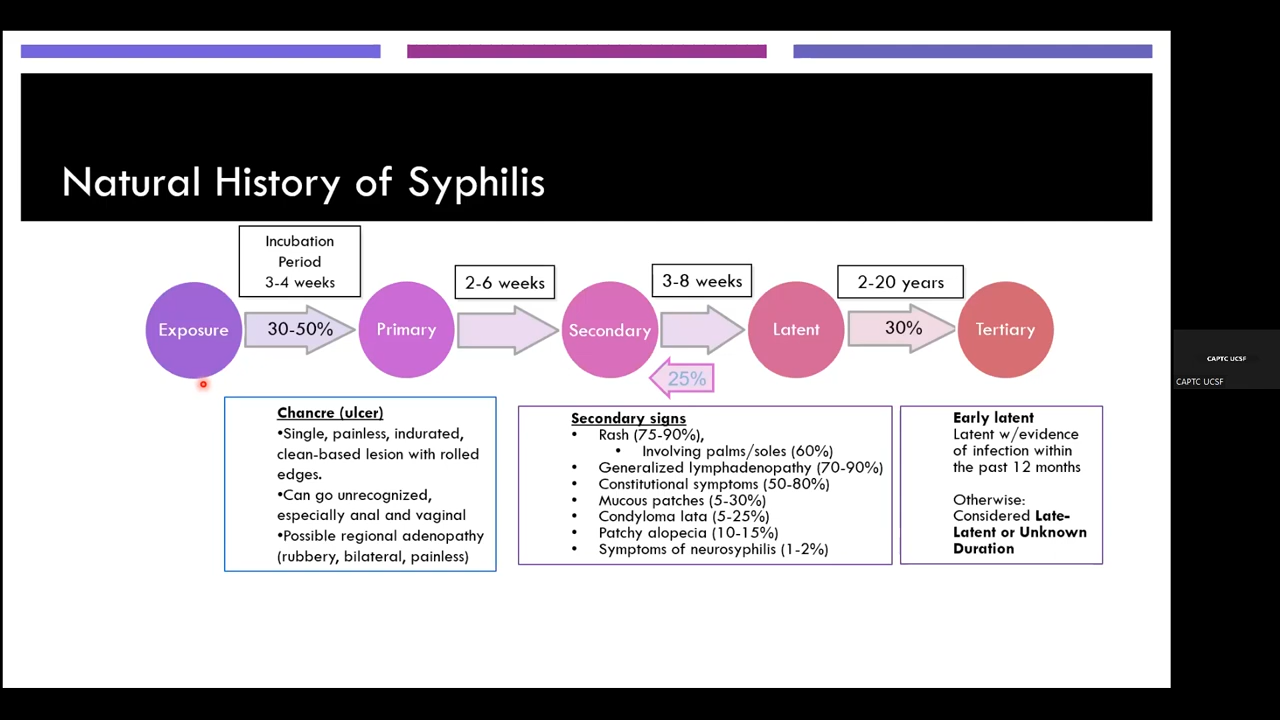 Natural History of Syphilis
Incubation
Period
3-4 weeks
2-6 weeks
3-8 weeks
2-20 years
Exposure
30-50%
Primary
Secondary
Latent
30%
Tertiary
25%
Chancre (ulcer)
•Single, painless, indurated,
clean-based lesion with rolled
edges.
•Can go unrecognized,
especially anal and vaginal
•Possible regional adenopathy
(rubbery, bilateral, painless)
Secondary signs
• Rash (75-90%),
• Involving palms/soles (60%)
• Generalized lymphadenopathy (70-90%)
• Constitutional symptoms (50-80%)
• Mucous patches (5-30%)
• Condyloma lata (5-25%)
• Patchy alopecia (10-15%)
• Symptoms of neurosyphilis (1-2%)
Early latent
Latent w/evidence
of infection within
the past 12 months
Otherwise:
Considered Late-
Latent or Unknown
Duration
CAPTC UCSF
CAPTC UCSF